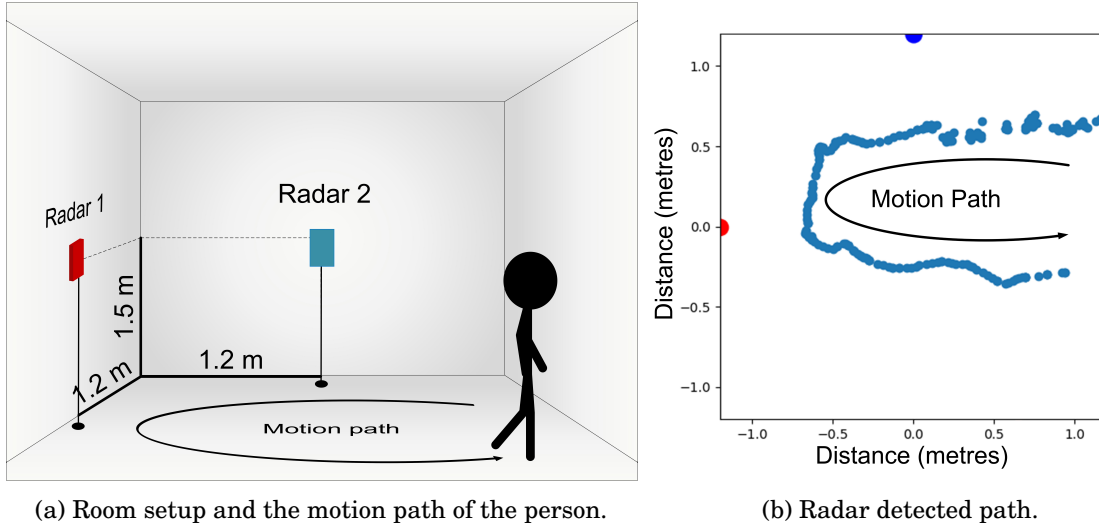 Radar 1
Radar 2
1.5 m
1.2 m
1.2 m
Motion path
(a) Room setup and the motion path of the person.
1.0
0.5
0.0
−0.5
−1.0
Distance (metres)
Motion Path
−1.0
−0.5
0.0
0.5
1.0
Distance (metres)
(b) Radar detected path.